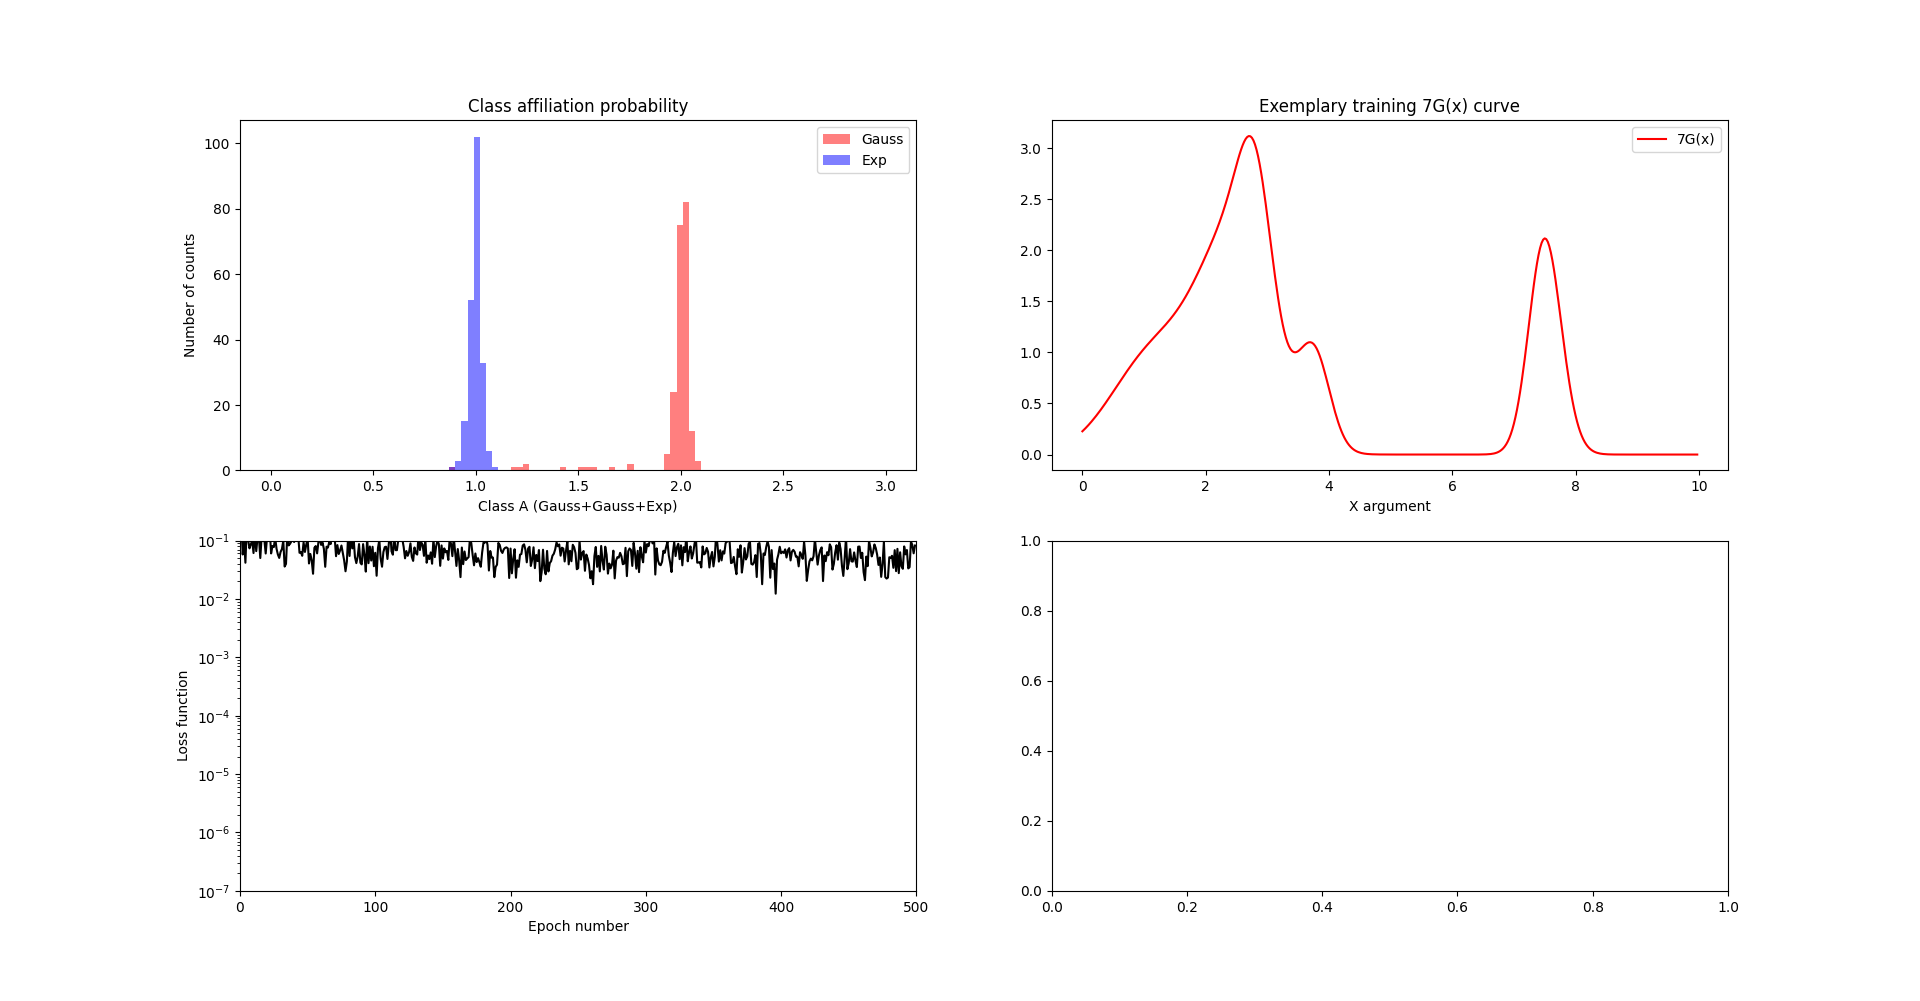 Class affiliation probability
Gauss
Exp
Number of counts
100
80
60
40
20
0
0.0 0.5 1.0 1.5 2.0 2.5 3.0
Class A (Gauss+Gauss+Exp)
Exemplary training 7G(x) curve
7G(x)
3.0
2.5
2.0
1.5
1.0
0.5
0.0
0 2 4 6 8 10
X argument
Loss function
10⁻¹
10⁻²
10⁻³
10⁻⁴
10⁻⁵
10⁻⁶
10⁻⁷
0 100 200 300 400 500
Epoch number
1.0
0.8
0.6
0.4
0.2
0.0
0.0 0.2 0.4 0.6 0.8 1.0